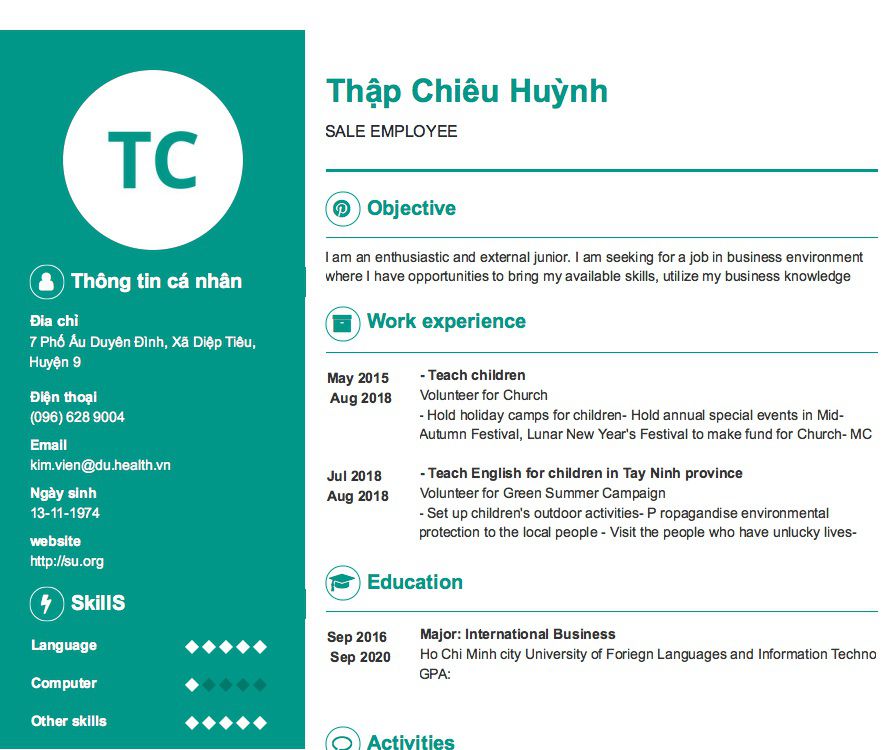 TC
Thông tin cá nhân
Đia chỉ
7 Phố Ấu Duyên Đình, Xã Diệp Tiêu,
Huyện 9
Điện thoại
(096) 628 9004
Email
kim.vien@du.health.vn
Ngày sinh
13-11-1974
website
http://su.org
SkillS
Language
Computer
Other skills
Thập Chiêu Huỳnh
SALE EMPLOYEE
Objective
I am an enthusiastic and external junior. I am seeking for a job in business environment
where I have opportunities to bring my available skills, utilize my business knowledge
Work experience
May 2015
Aug 2018
- Teach children
Volunteer for Church
- Hold holiday camps for children- Hold annual special events in Mid-
Autumn Festival, Lunar New Year's Festival to make fund for Church- MC
Jul 2018
Aug 2018
- Teach English for children in Tay Ninh province
Volunteer for Green Summer Campaign
- Set up children's outdoor activities- P ropagandise environmental
protection to the local people - Visit the people who have unlucky lives-
Education
Sep 2016
Sep 2020
Major: International Business
Ho Chi Minh city University of Foriegn Languages and Information Techno
GPA:
Activities